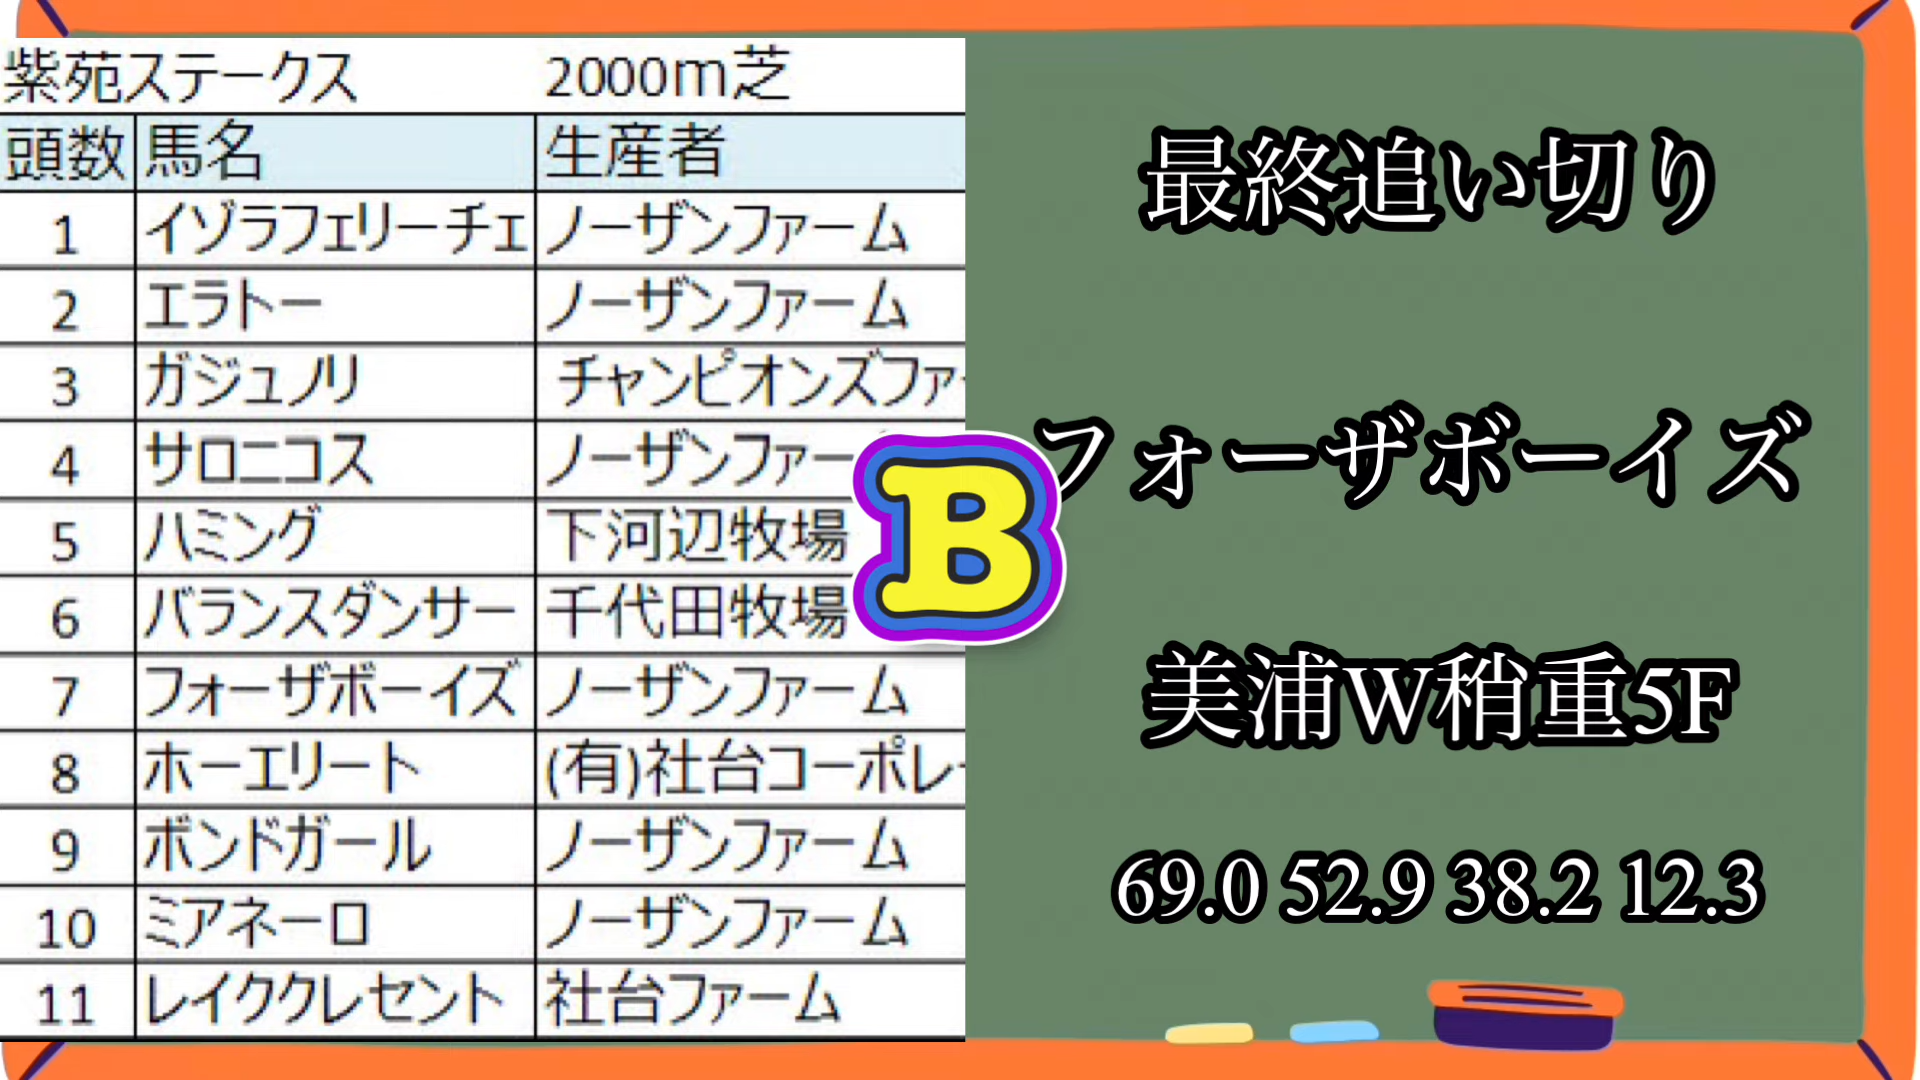 紫苑ステークス 2000m芝
頭数 馬名 生産者
1 イゾラフェリーチェ ノーザンファーム
2 エラトー ノーザンファーム
3 ガジュノリ チャンピオンズファー
4 サロニコス ノーザンファー
5 ハミング 下河辺牧場
6 バランスダンサー 千代田牧場
7 フォーザボーイズ ノーザンファーム
8 ホーエリート (有)社台コーポレー
9 ボンドガール ノーザンファーム
10 ミアネーロ ノーザンファーム
11 レイククレセント 社台ファーム
B
最終追い切り
フォーザボーイズ
美浦W稍重5F
69.0 52.9 38.2 12.3